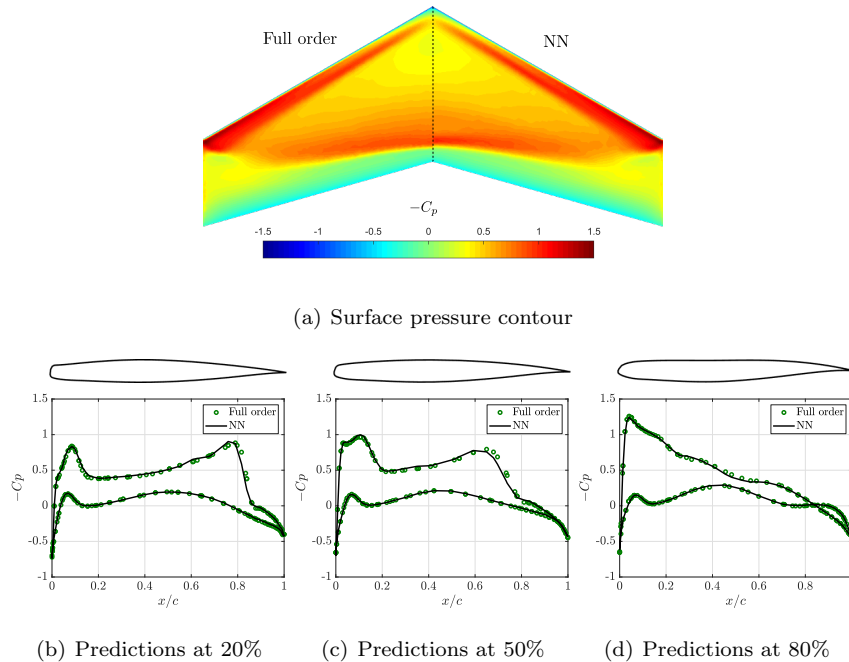 Full order
NN
−Cp
-1.5 -1 -0.5 0 0.5 1 1.5
(a) Surface pressure contour
1.5
1
0.5
0
-0.5
-1
−Cp
Full order
NN
0 0.2 0.4 0.6 0.8 1
x/c
(b) Predictions at 20%
1.5
1
0.5
0
-0.5
-1
−Cp
Full order
NN
0 0.2 0.4 0.6 0.8 1
x/c
(c) Predictions at 50%
1.5
1
0.5
0
-0.5
-1
−Cp
Full order
NN
0 0.2 0.4 0.6 0.8
x/c
(d) Predictions at 80%